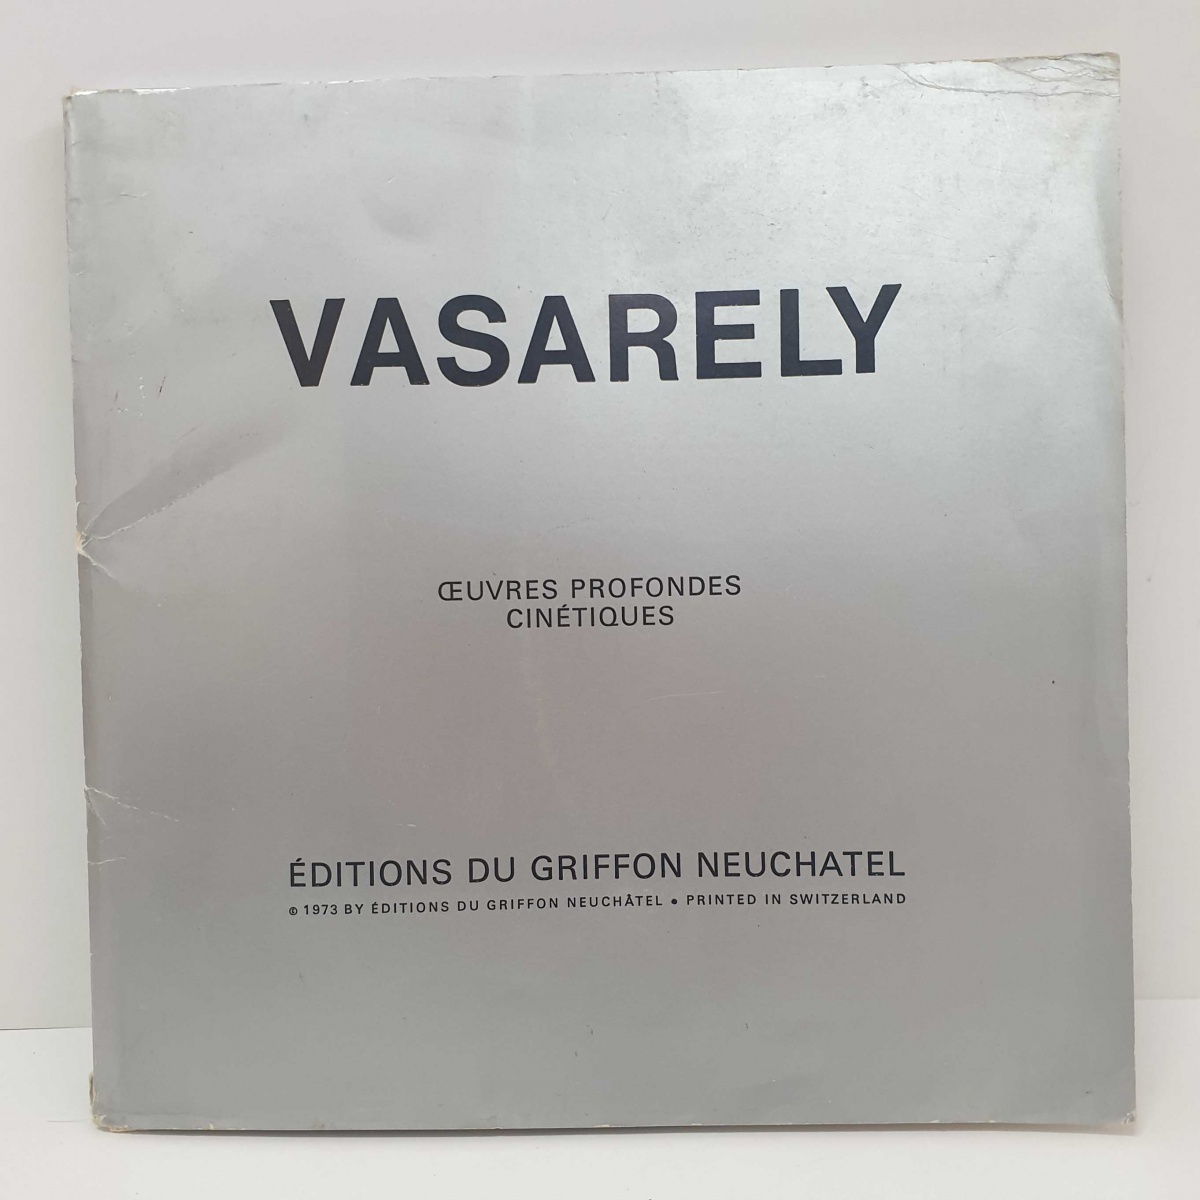 VASARELY
ŒUVRES PROFONDES
CINÉTIQUES
ÉDITIONS DU GRIFFON NEUCHATEL
© 1973 BY ÉDITIONS DU GRIFFON NEUCHÂTEL • PRINTED IN SWITZERLAND